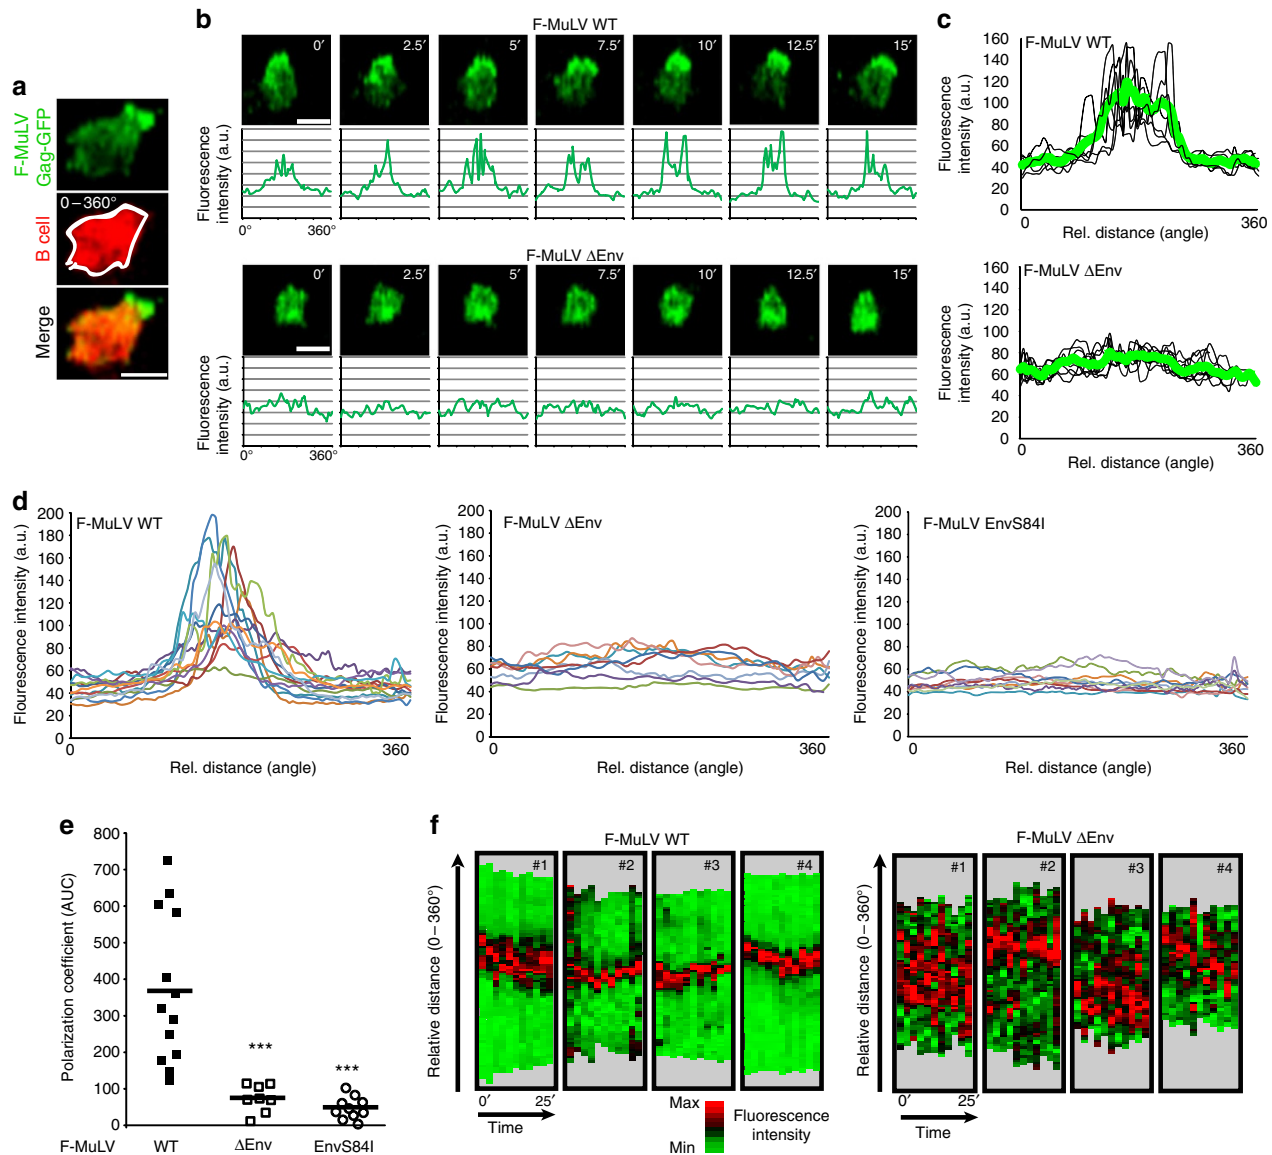 a
F-MuLV
Gag-GFP
0–360°
B cell
Merge
b
F-MuLV WT
0′
2.5′
5′
7.5′
10′
12.5′
15′
Fluorescence
intensity (a.u.)
0°
360°
F-MuLV ΔEnv
0′
2.5′
5′
7.5′
10′
12.5′
15′
Fluorescence
intensity (a.u.)
0°
360°
c
F-MuLV WT
Fluorescence
intensity (a.u.)
160
140
120
100
80
60
40
20
0
0
360
Rel. distance (angle)
F-MuLV ΔEnv
Fluorescence
intensity (a.u.)
160
140
120
100
80
60
40
20
0
0
360
Rel. distance (angle)
d
F-MuLV WT
Fluorescence intensity (a.u.)
200
180
160
140
120
100
80
60
40
20
0
0
360
Rel. distance (angle)
F-MuLV ΔEnv
Fluorescence intensity (a.u.)
200
180
160
140
120
100
80
60
40
20
0
0
360
Rel. distance (angle)
F-MuLV EnvS84I
Fluorescence intensity (a.u.)
200
180
160
140
120
100
80
60
40
20
0
0
360
Rel. distance (angle)
e
Polarization coefficient (AUC)
800
700
600
500
400
300
200
100
0
***
***
F-MuLV
WT
ΔEnv
EnvS84I
f
F-MuLV WT
Relative distance (0–360°)
#1
#2
#3
#4
0′
25′
Time
Max
Min
Fluorescence
intensity
F-MuLV ΔEnv
Relative distance (0–360°)
#1
#2
#3
#4
0′
25′
Time